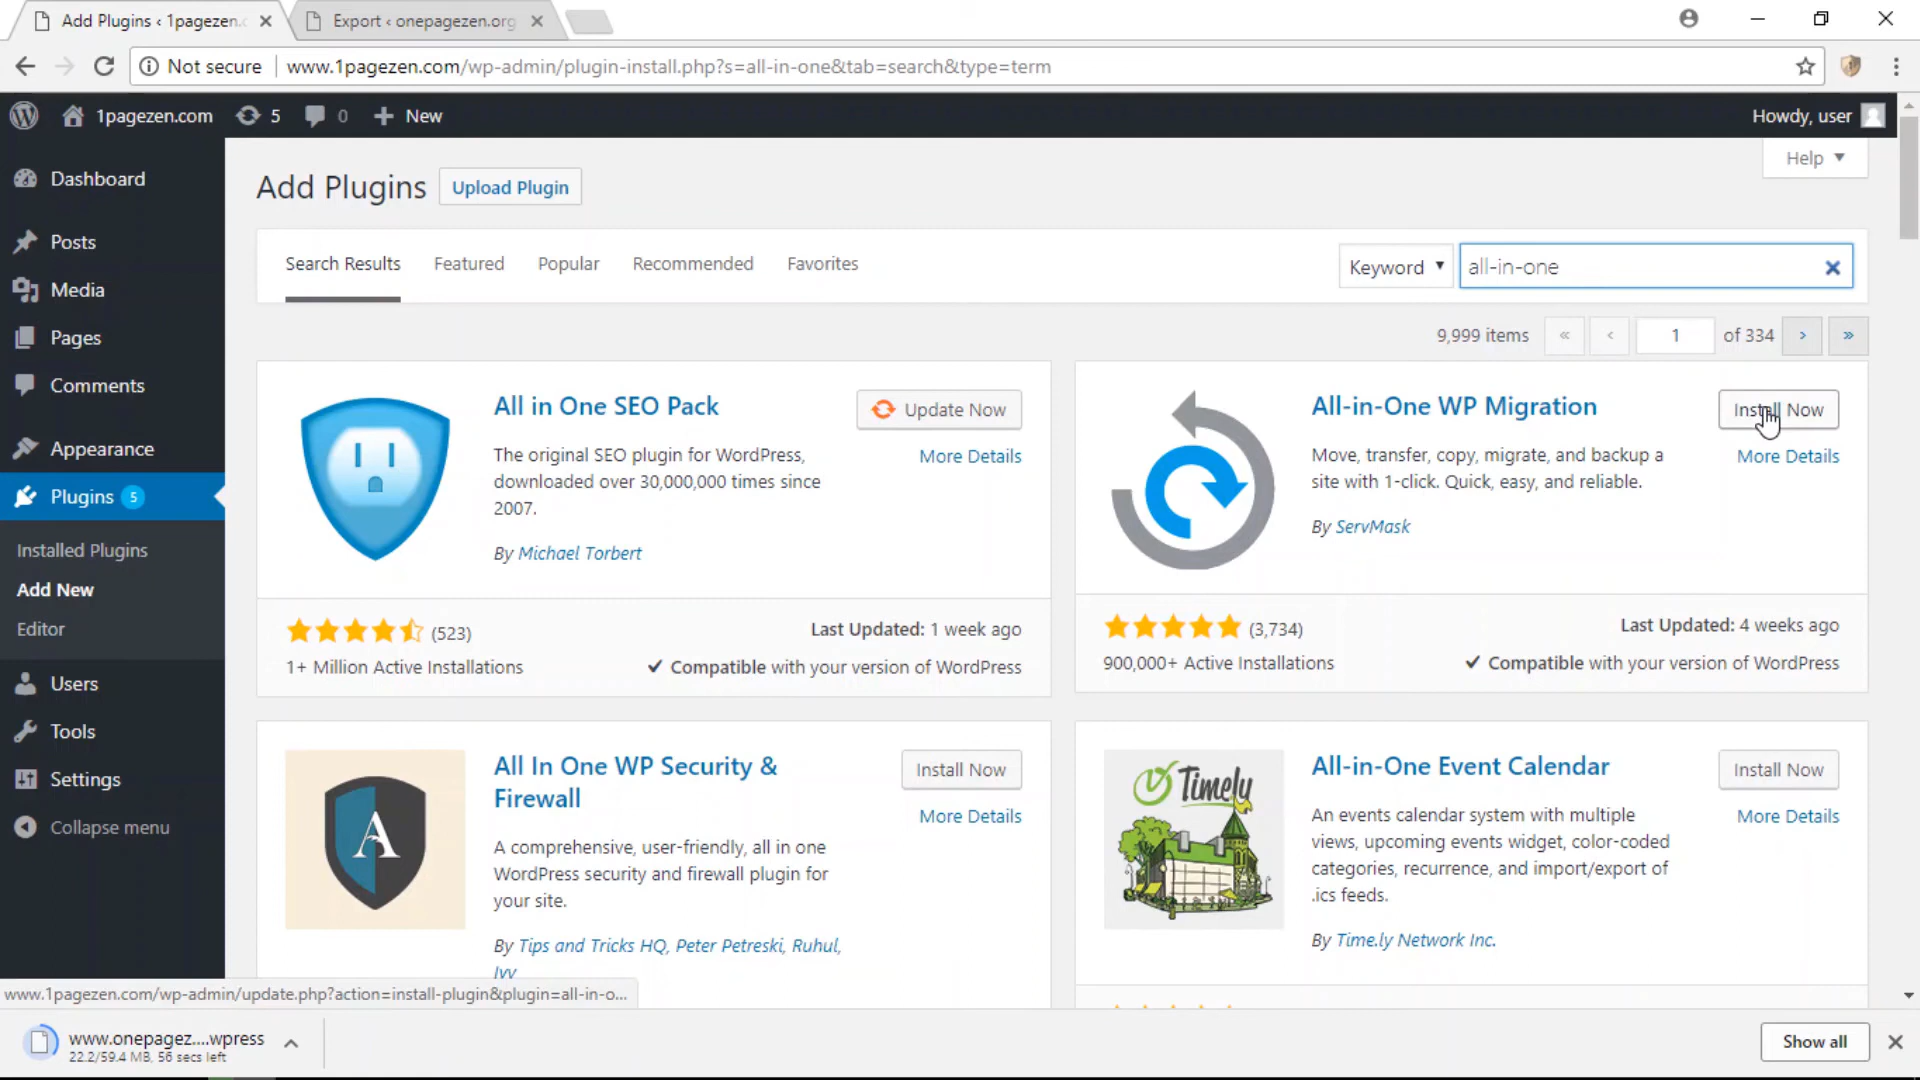 Add Plugins ‹ 1pagezen.
Export ‹ onepagezen.org
Not secure
www.1pagezen.com/wp-admin/plugin-install.php?s=all-in-one&tab=search&type=term
1pagezen.com 5 0 New
Howdy, user
Dashboard
Posts
Media
Pages
Comments
Appearance
Plugins 5
Installed Plugins
Add New
Editor
Users
Tools
Settings
Collapse menu
Add Plugins
Upload Plugin
Help
Search Results Featured Popular Recommended Favorites
Keyword all-in-one
9,999 items « ‹ 1 of 334 › »
All in One SEO Pack
Update Now
More Details
The original SEO plugin for WordPress,
downloaded over 30,000,000 times since
2007.
By Michael Torbert
(523)
Last Updated: 1 week ago
1+ Million Active Installations
Compatible with your version of WordPress
All-in-One WP Migration
Install Now
More Details
Move, transfer, copy, migrate, and backup a
site with 1-click. Quick, easy, and reliable.
By ServMask
(3,734)
Last Updated: 4 weeks ago
900,000+ Active Installations
Compatible with your version of WordPress
A
All In One WP Security &
Firewall
Install Now
More Details
A comprehensive, user-friendly, all in one
WordPress security and firewall plugin for
your site.
By Tips and Tricks HQ, Peter Petreski, Ruhul,
Ivy
Timely
All-in-One Event Calendar
Install Now
More Details
An events calendar system with multiple
views, upcoming events widget, color-coded
categories, recurrence, and import/export of
.ics feeds.
By Time.ly Network Inc.
www.1pagezen.com/wp-admin/update.php?action=install-plugin&plugin=all-in-o...
www.onepagez....wpress
22.2/59.4 MB, 56 secs left
Show all